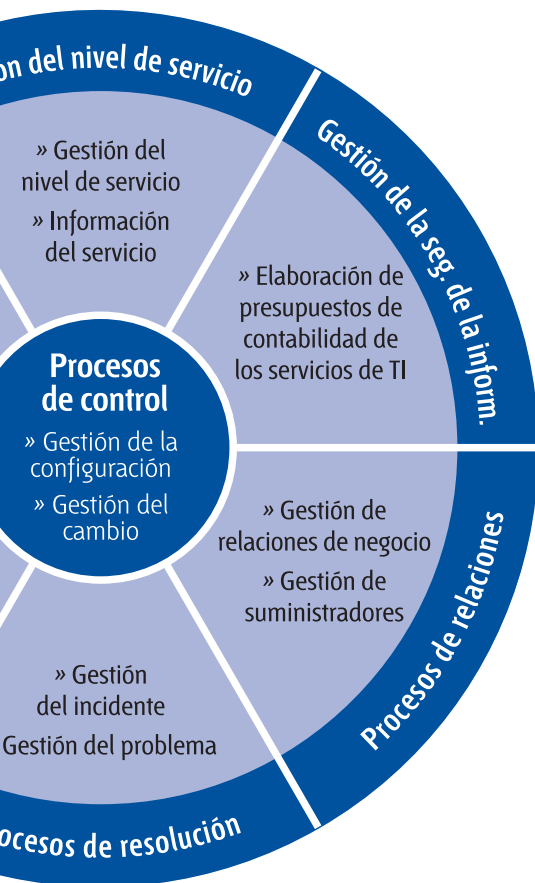 del nivel de servicio
» Gestión del
nivel de servicio
» Información
del servicio
Gestión de la seg. de la inform.
» Elaboración de
presupuestos de
contabilidad de
los servicios de TI
Procesos
de control
» Gestión de la
configuración
» Gestión del
cambio
» Gestión de
relaciones de negocio
» Gestión de
suministradores
Procesos de relaciones
» Gestión
del incidente
Gestión del problema
de resolución